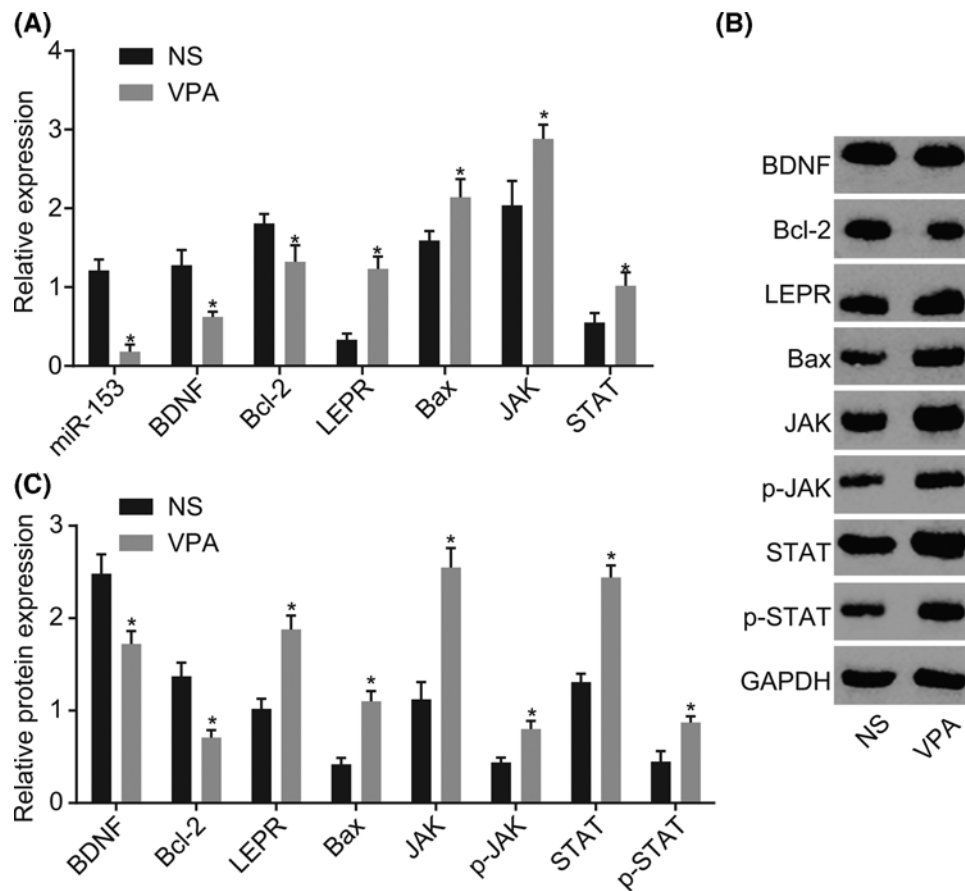 (A)
NS
VPA
Relative expression
4
3
2
1
0
* * * * * * *
miR-153 BDNF Bcl-2 LEPR Bax JAK STAT
(B)
BDNF
Bcl-2
LEPR
Bax
JAK
p-JAK
STAT
p-STAT
GAPDH
NS VPA
(C)
NS
VPA
Relative protein expression
3
2
1
0
* * * * * * * *
BDNF Bcl-2 LEPR Bax JAK p-JAK STAT p-STAT